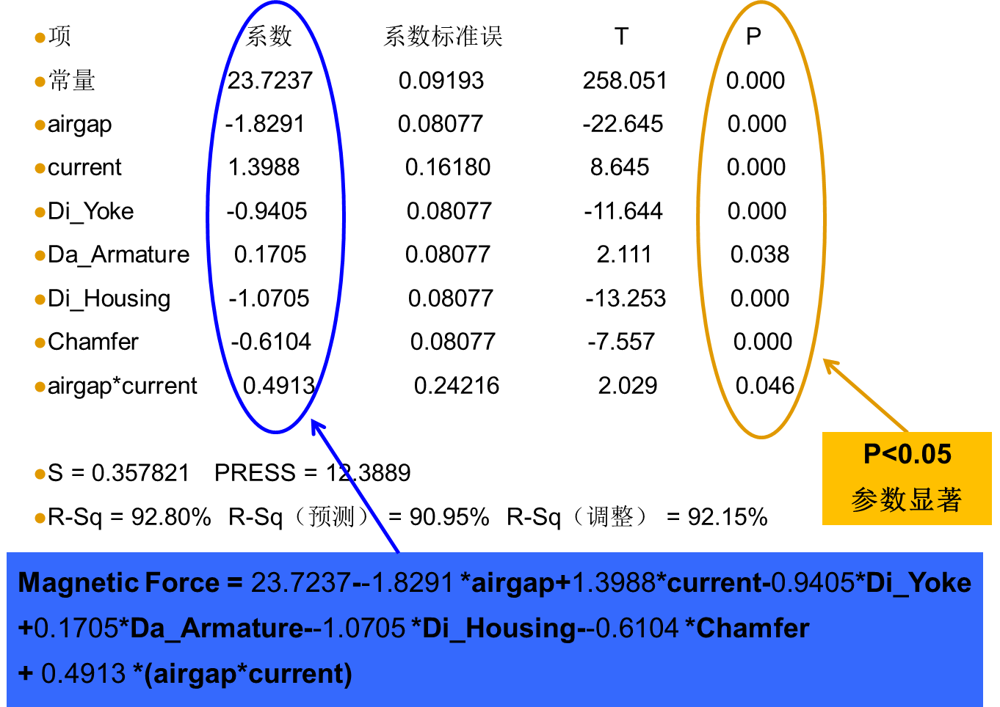 ●项 系数 系数标准误 T P
●常量 23.7237 0.09193 258.051 0.000
●airgap -1.8291 0.08077 -22.645 0.000
●current 1.3988 0.16180 8.645 0.000
●Di_Yoke -0.9405 0.08077 -11.644 0.000
●Da_Armature 0.1705 0.08077 2.111 0.038
●Di_Housing -1.0705 0.08077 -13.253 0.000
●Chamfer -0.6104 0.08077 -7.557 0.000
●airgap*current 0.4913 0.24216 2.029 0.046
P<0.05
参数显著
●S = 0.357821 PRESS = 12.3889
●R-Sq = 92.80% R-Sq（预测） = 90.95% R-Sq（调整） = 92.15%
Magnetic Force = 23.7237--1.8291 *airgap+1.3988*current-0.9405*Di_Yoke
+0.1705*Da_Armature--1.0705 *Di_Housing--0.6104 *Chamfer
+ 0.4913 *(airgap*current)